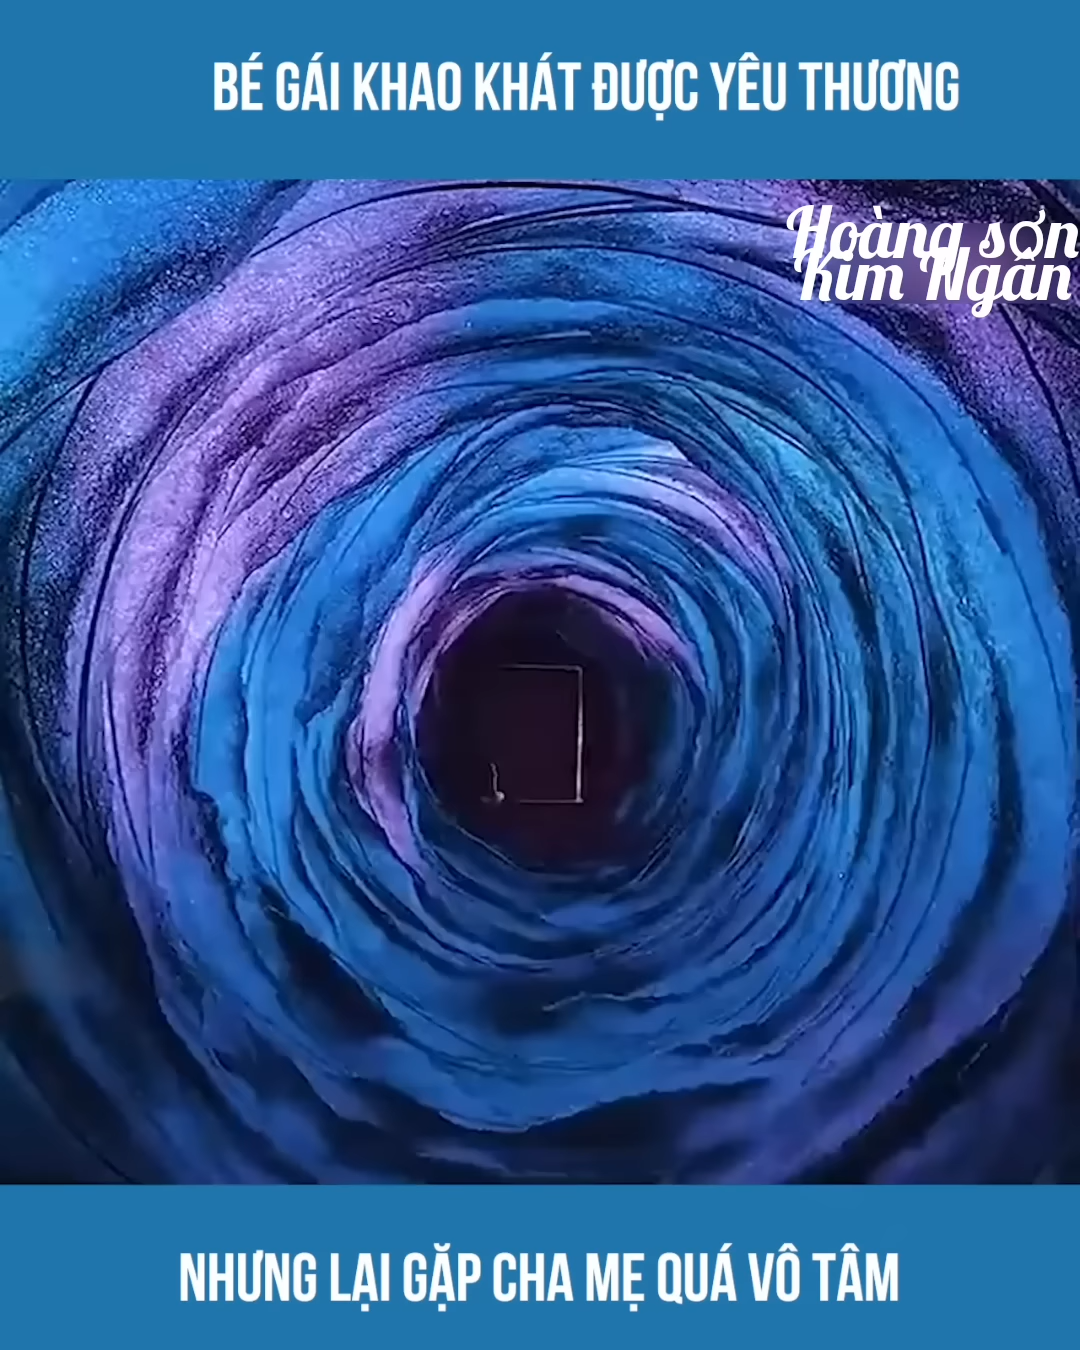 BÉ GÁI KHAO KHÁT ĐƯỢC YÊU THƯƠNG
Hoàng sơn
Kim Ngân
NHƯNG LẠI GẶP CHA MẸ QUÁ VÔ TÂM